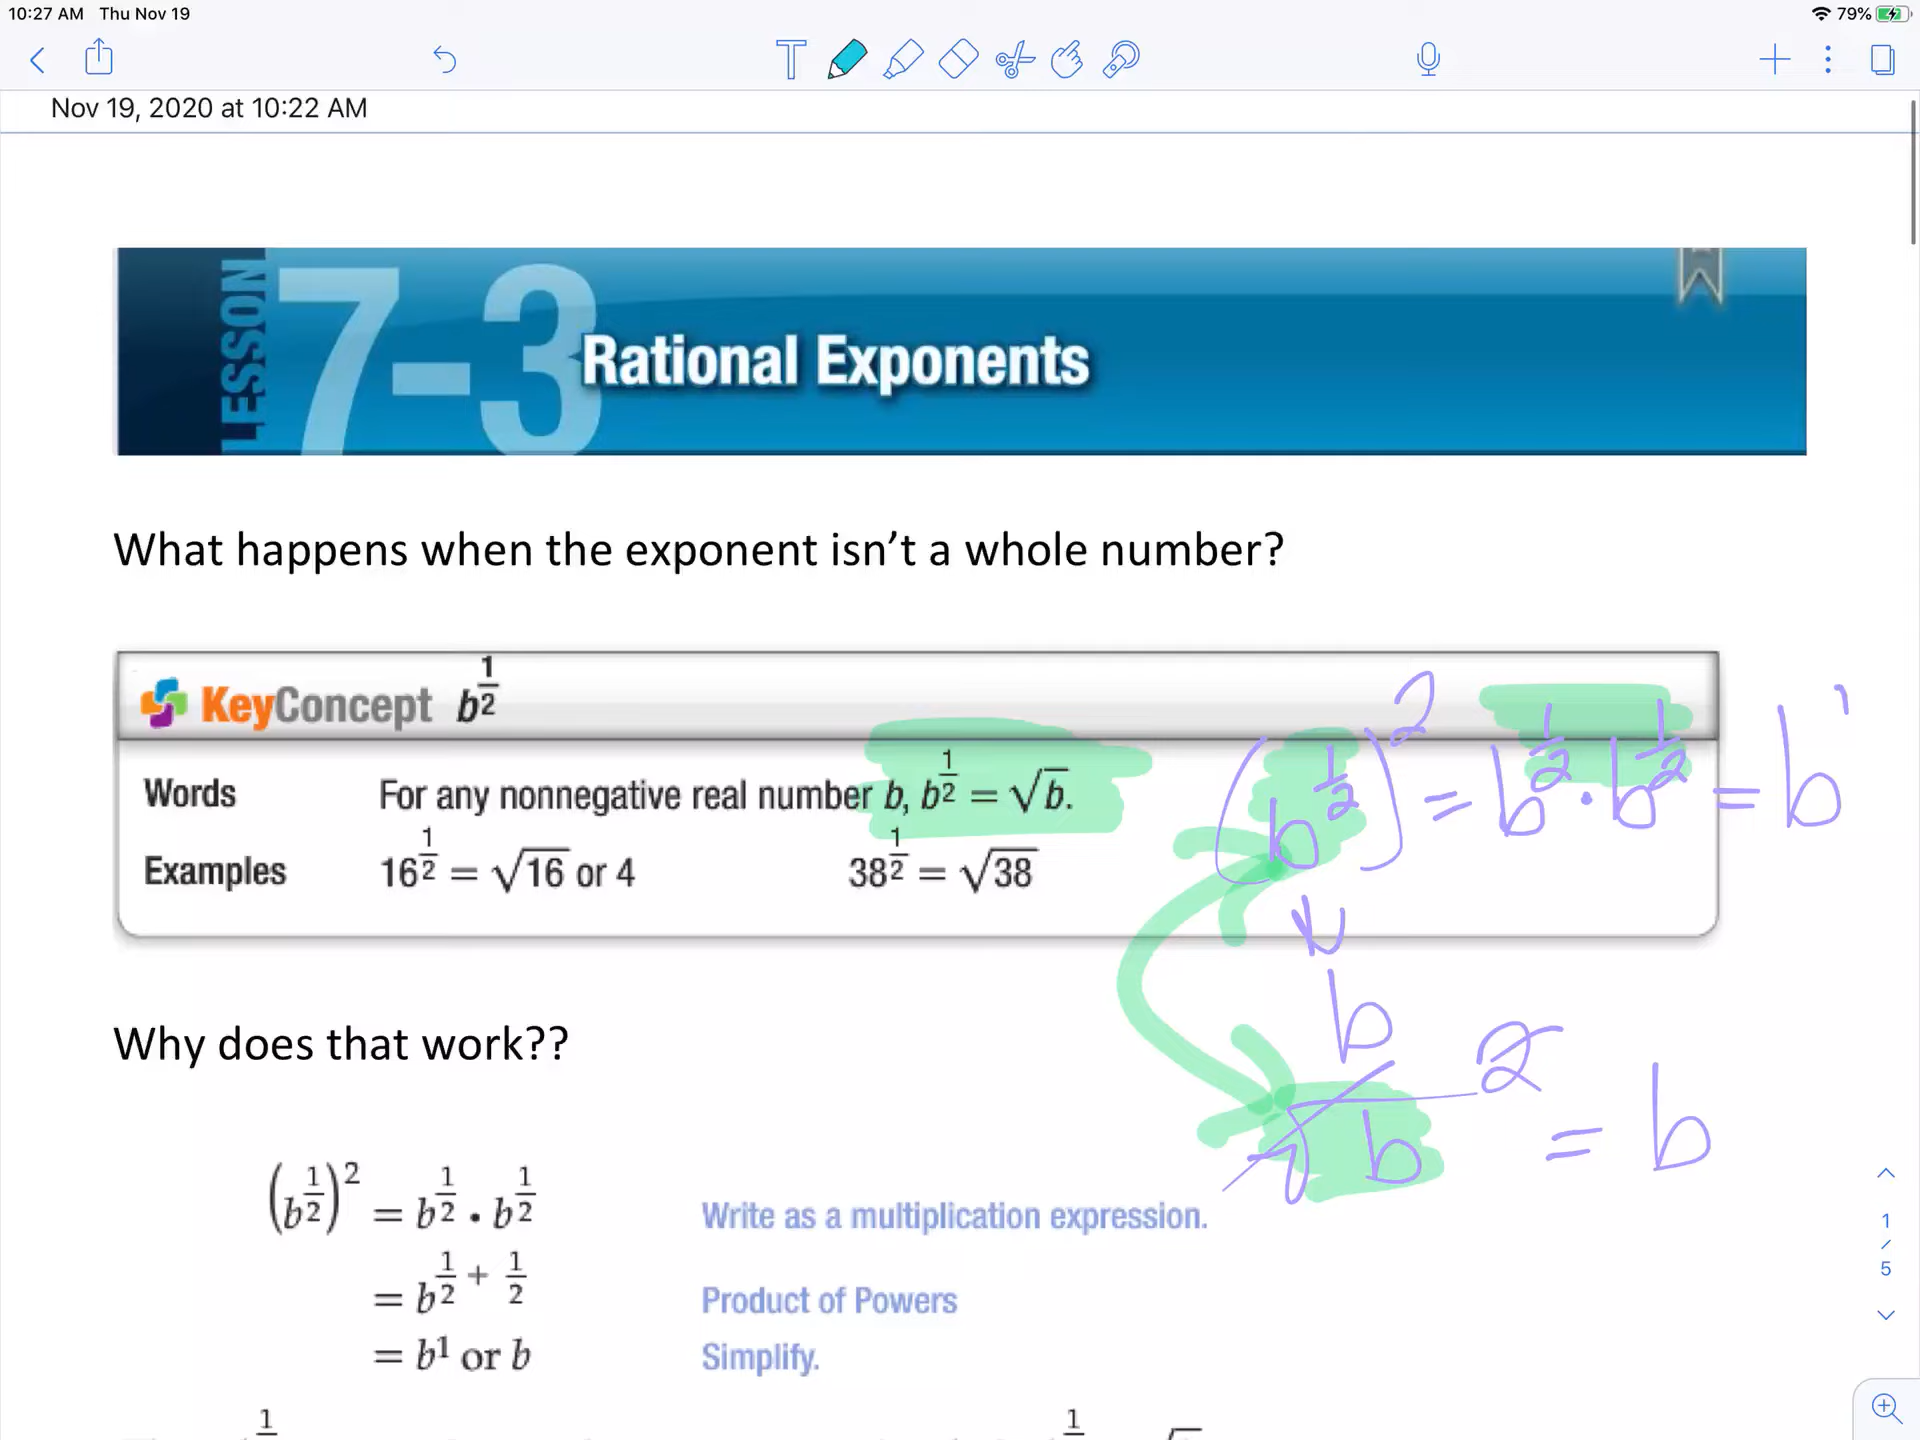 10:27 AM Thu Nov 19
79%
Nov 19, 2020 at 10:22 AM
LESSON 7-3 Rational Exponents
What happens when the exponent isn't a whole number?
KeyConcept b^(1/2)
Words For any nonnegative real number b, b^(1/2) = √b.
Examples 16^(1/2) = √16 or 4 38^(1/2) = √38
(b^(1/2))^2 = b^(1/2) · b^(1/2) = b^1
b
√b ^2 = b
Why does that work??
(b^(1/2))^2 = b^(1/2) · b^(1/2) Write as a multiplication expression.
= b^(1/2 + 1/2) Product of Powers
= b^1 or b Simplify.
1
/
5